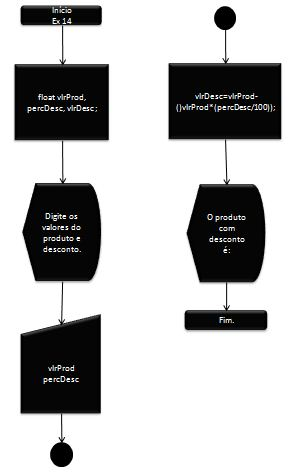 Início
Ex 14
float vlrProd,
percDesc, vlrDesc;
Digite os
valores do
produto e
desconto.
vlrProd
percDesc
vlrDesc=vlrProd-
()vlrProd*(percDesc/100));
O produto
com
desconto
é:
Fim.